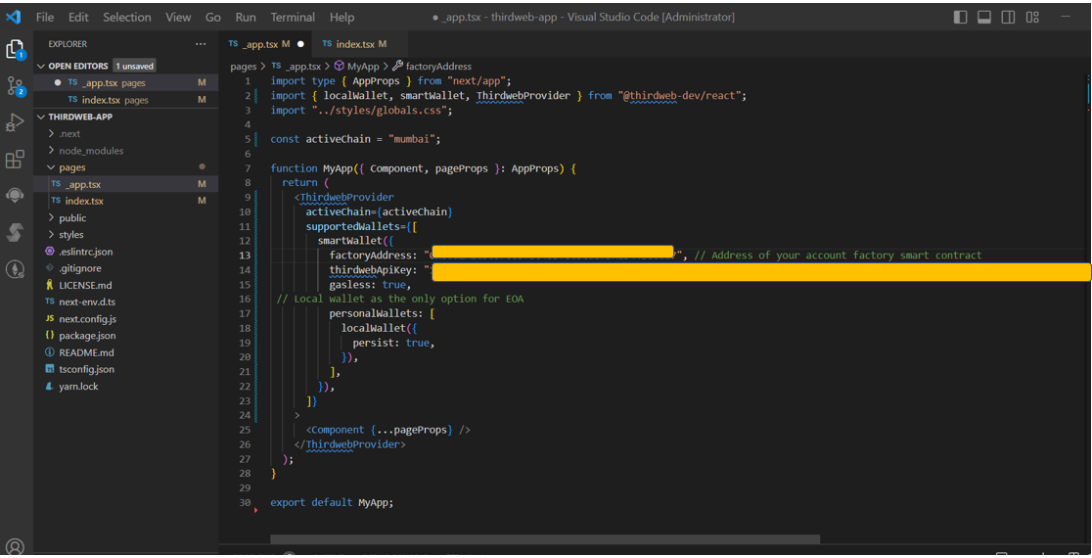 File Edit Selection View Go Run Terminal Help
● _app.tsx - thirdweb-app - Visual Studio Code [Administrator]
EXPLORER ...
OPEN EDITORS 1 unsaved
● TS _app.tsx pages M
TS index.tsx pages M
THIRDWEB-APP
> .next
> node_modules
pages
TS _app.tsx M
TS index.tsx M
> public
> styles
.eslintrc.json
.gitignore
LICENSE.md
TS next-env.d.ts
JS next.config.js
{} package.json
README.md
tsconfig.json
yarn.lock
1
2
TS _app.tsx M ●
TS index.tsx M
pages > TS _app.tsx > MyApp > factoryAddress
1 import type { AppProps } from "next/app";
2 import { localWallet, smartWallet, ThirdwebProvider } from "@thirdweb-dev/react";
3 import "../styles/globals.css";
4
5 const activeChain = "mumbai";
6
7 function MyApp({ Component, pageProps }: AppProps) {
8 return (
9 <ThirdwebProvider
10 activeChain={activeChain}
11 supportedWallets={[
12 smartWallet({
13 factoryAddress: " ", // Address of your account factory smart contract
14 thirdwebApiKey: "
15 gasless: true,
16 // Local wallet as the only option for EOA
17 personalWallets: [
18 localWallet({
19 persist: true,
20 }),
21 ],
22 }),
23 ]}
24 >
25 <Component {...pageProps} />
26 </ThirdwebProvider>
27 );
28 }
29
30 export default MyApp;